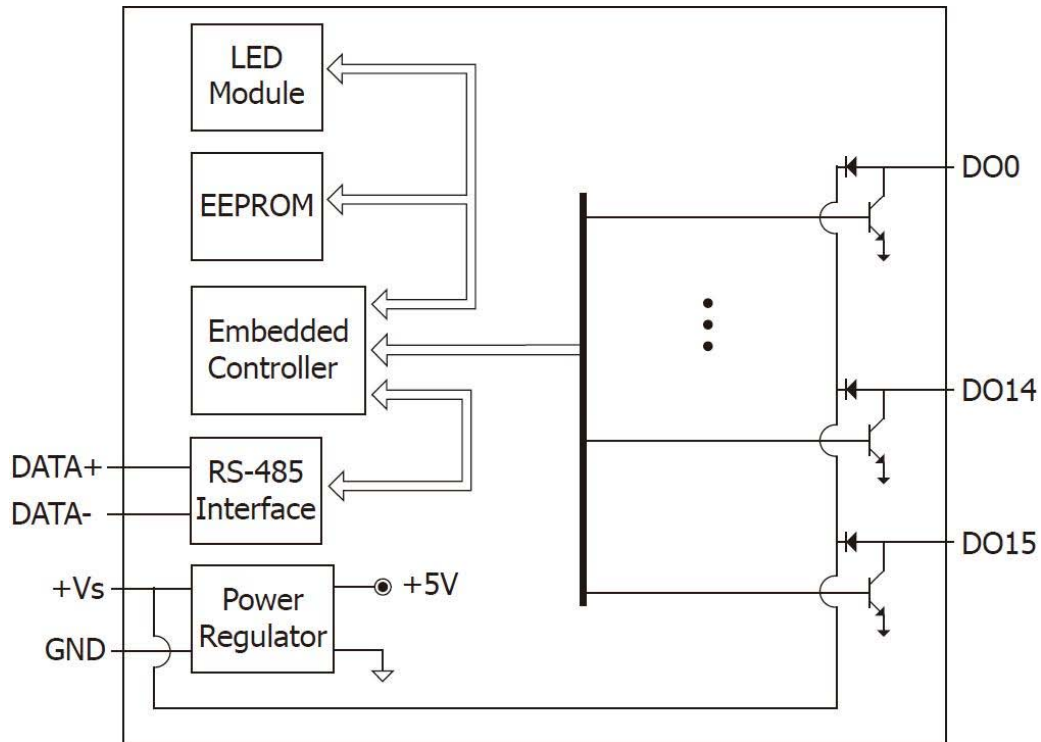 LED
Module
EEPROM
Embedded
Controller
RS-485
Interface
Power
Regulator
DATA+
DATA-
+Vs
GND
+5V
DO0
DO14
DO15